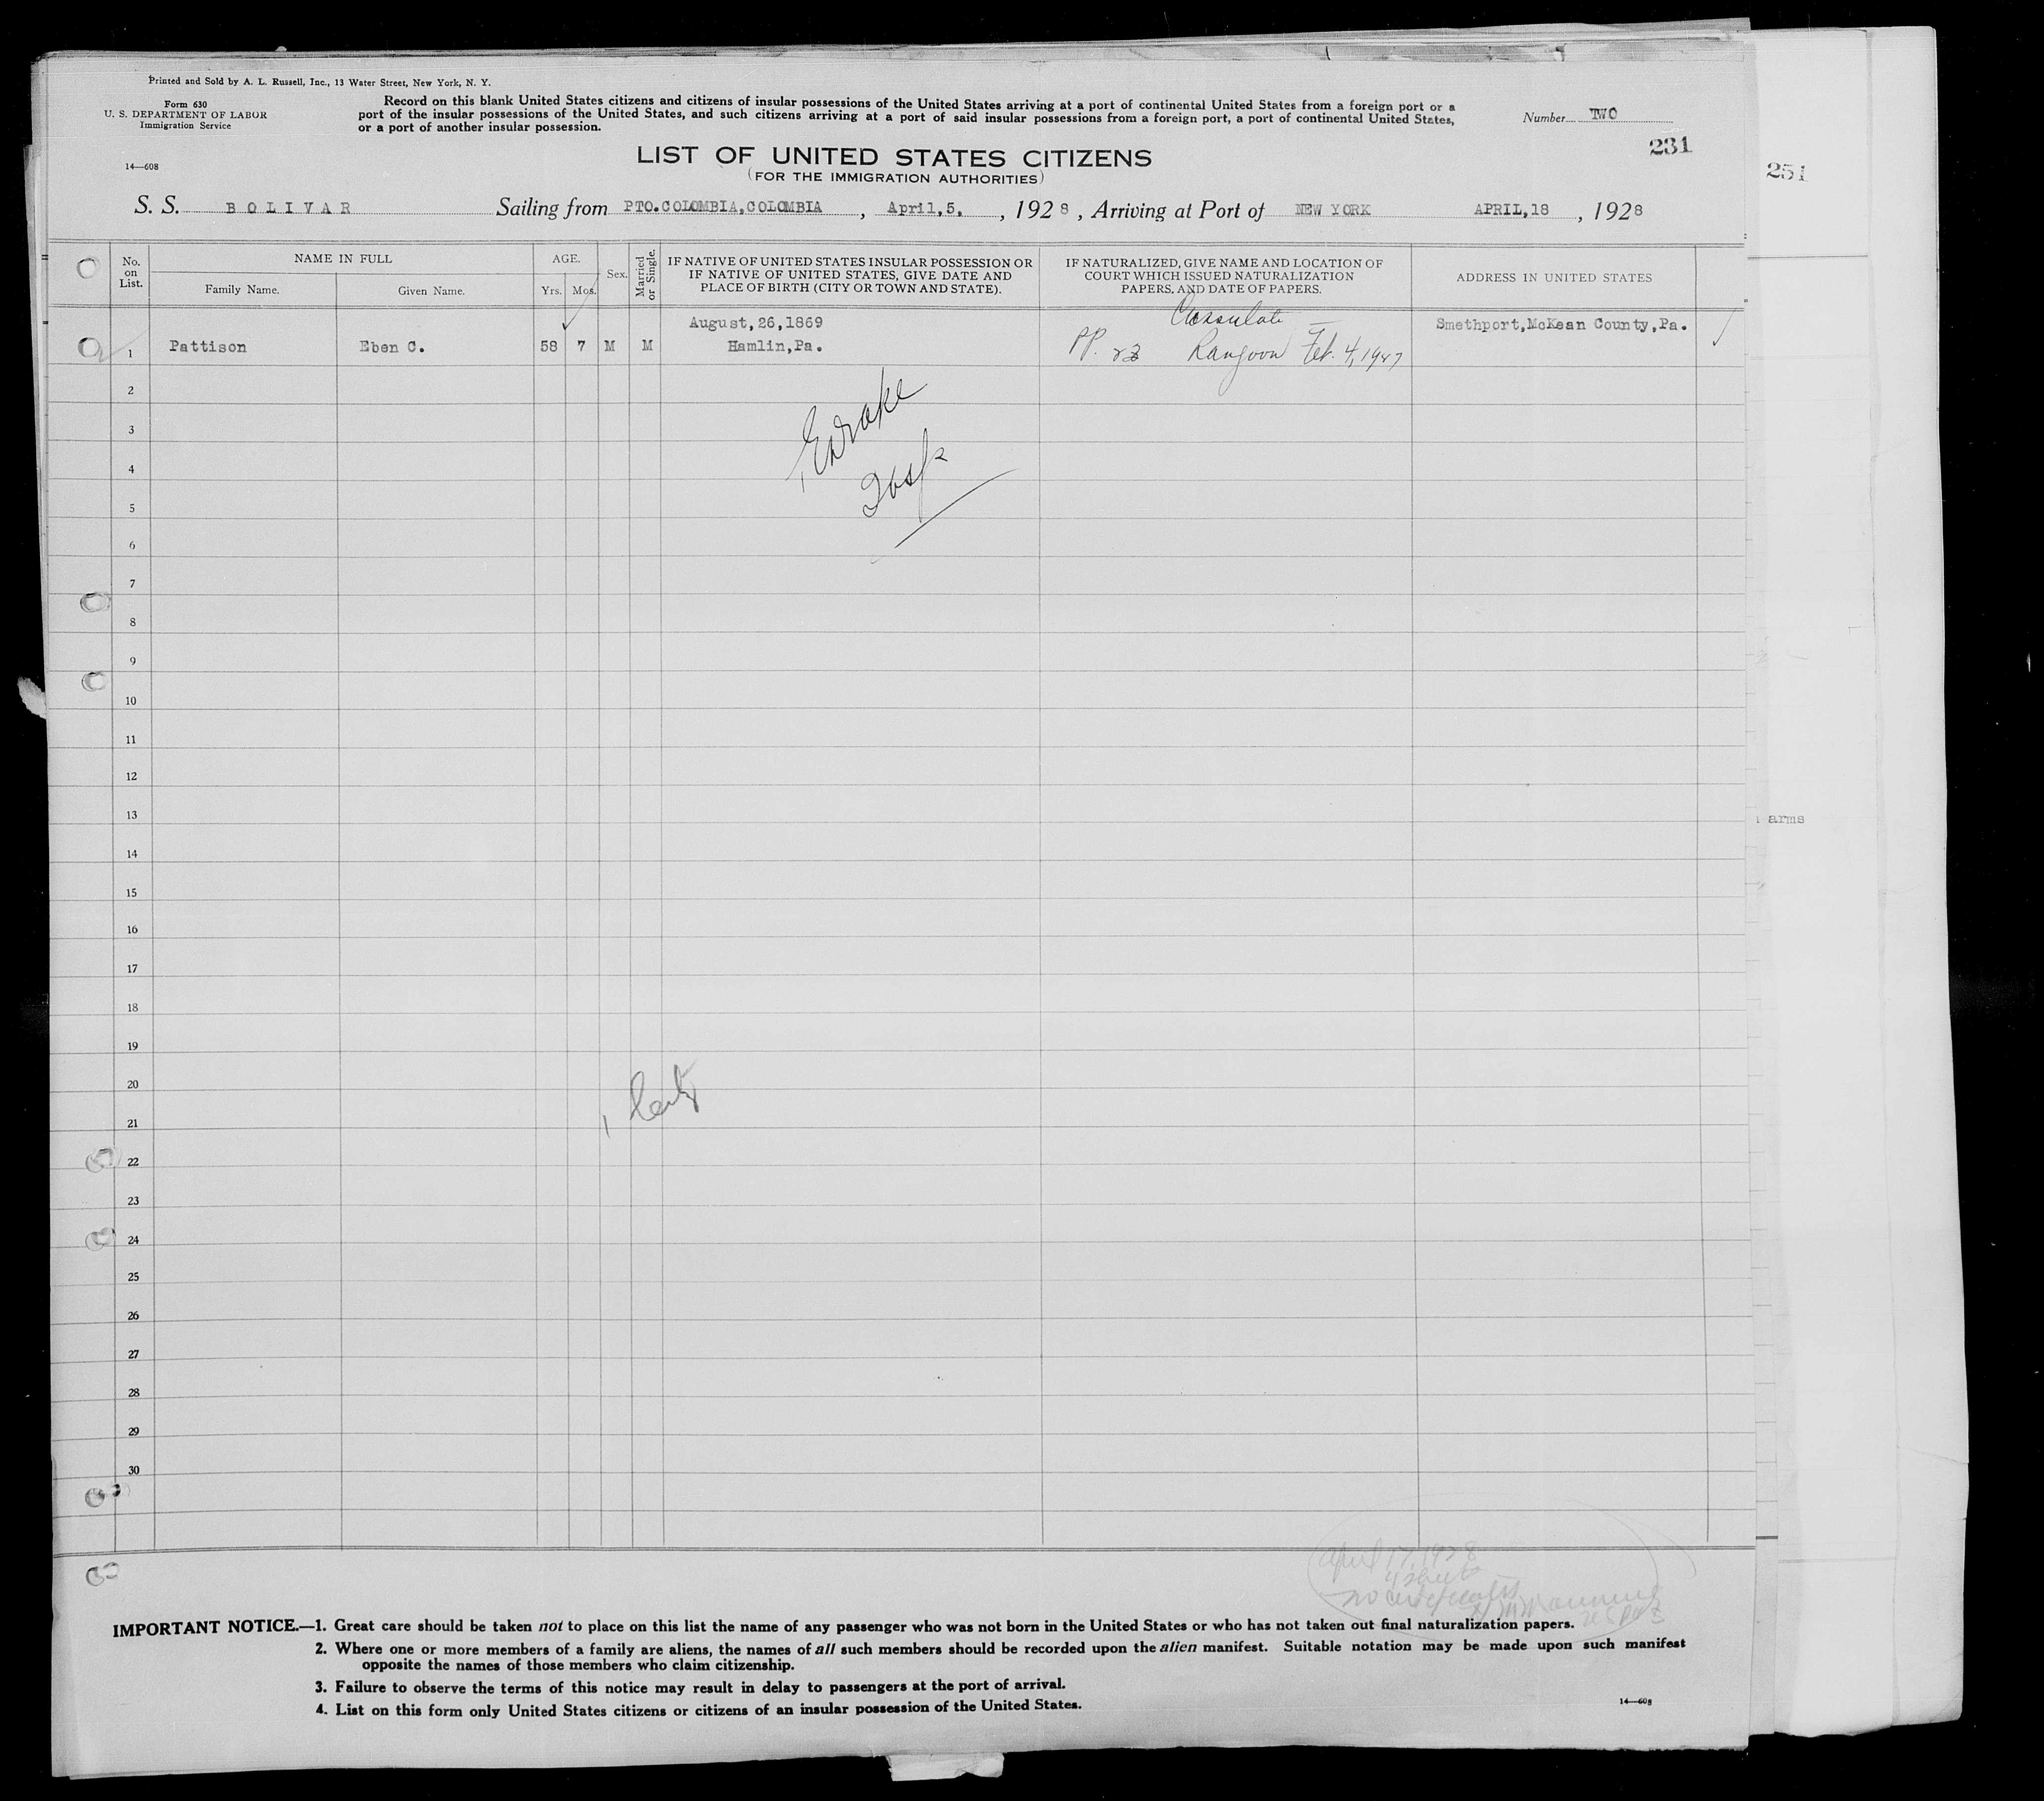 Printed and Sold by A. L. Russell, Inc., 13 Water Street, New York, N. Y.
Form 630
U. S. DEPARTMENT OF LABOR
Immigration Service
14—608
Record on this blank United States citizens and citizens of insular possessions of the United States arriving at a port of continental United States from a foreign port or a
port of the insular possessions of the United States, and such citizens arriving at a port of said insular possessions from a foreign port, a port of continental United States,
or a port of another insular possession.
Number TWO
231
251
LIST OF UNITED STATES CITIZENS
(FOR THE IMMIGRATION AUTHORITIES)
S. S. BOLIVAR Sailing from PTO.COLOMBIA,COLOMBIA, April,5, , 1928, Arriving at Port of NEW YORK APRIL,18, 1928
No. on List.
NAME IN FULL
Family Name.
Given Name.
AGE.
Yrs.
Mos.
Sex.
Married or Single.
IF NATIVE OF UNITED STATES INSULAR POSSESSION OR
IF NATIVE OF UNITED STATES, GIVE DATE AND
PLACE OF BIRTH (CITY OR TOWN AND STATE).
IF NATURALIZED, GIVE NAME AND LOCATION OF
COURT WHICH ISSUED NATURALIZATION
PAPERS, AND DATE OF PAPERS.
ADDRESS IN UNITED STATES
August,26,1869 Consulate Smethport,McKean County,Pa.
1 Pattison Eben C. 58 7 M M Hamlin,Pa. PP. Rangoon Feb. 4, 1927
2
3
4
5
6
7
8
9
10
11
12
13
arms
14
15
16
17
18
19
20
21
22
23
24
25
26
27
28
29
30
April 17, 1928
IMPORTANT NOTICE.—1. Great care should be taken not to place on this list the name of any passenger who was not born in the United States or who has not taken out final naturalization papers.
2. Where one or more members of a family are aliens, the names of all such members should be recorded upon the alien manifest. Suitable notation may be made upon such manifest
opposite the names of those members who claim citizenship.
3. Failure to observe the terms of this notice may result in delay to passengers at the port of arrival.
4. List on this form only United States citizens or citizens of an insular possession of the United States.
14—608